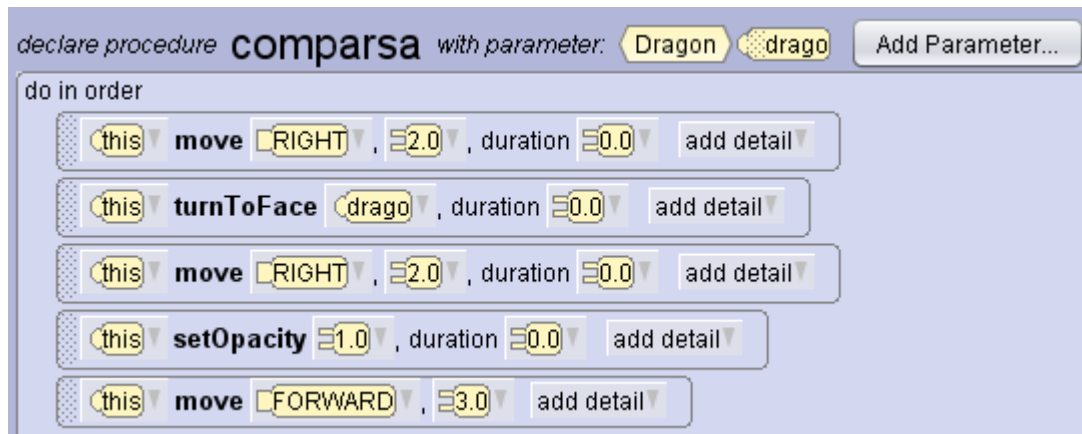 declare procedure comparsa with parameter: Dragon drago Add Parameter...
do in order
this move RIGHT , 2.0 , duration 0.0 add detail
this turnToFace drago , duration 0.0 add detail
this move RIGHT , 2.0 , duration 0.0 add detail
this setOpacity 1.0 , duration 0.0 add detail
this move FORWARD , 3.0 add detail